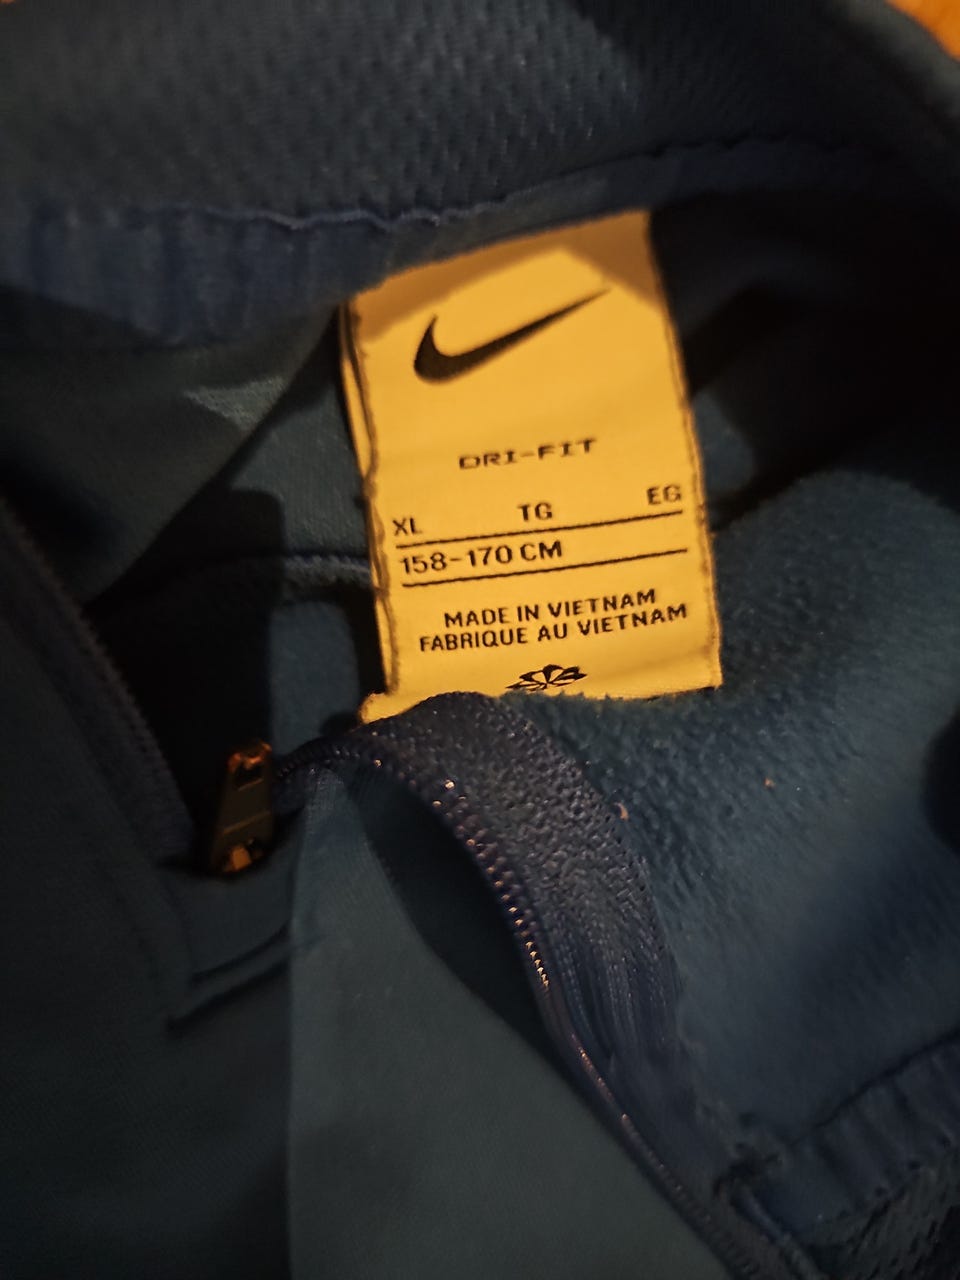 DRI-FIT
XL TG EG
158-170 CM
MADE IN VIETNAM
FABRIQUE AU VIETNAM